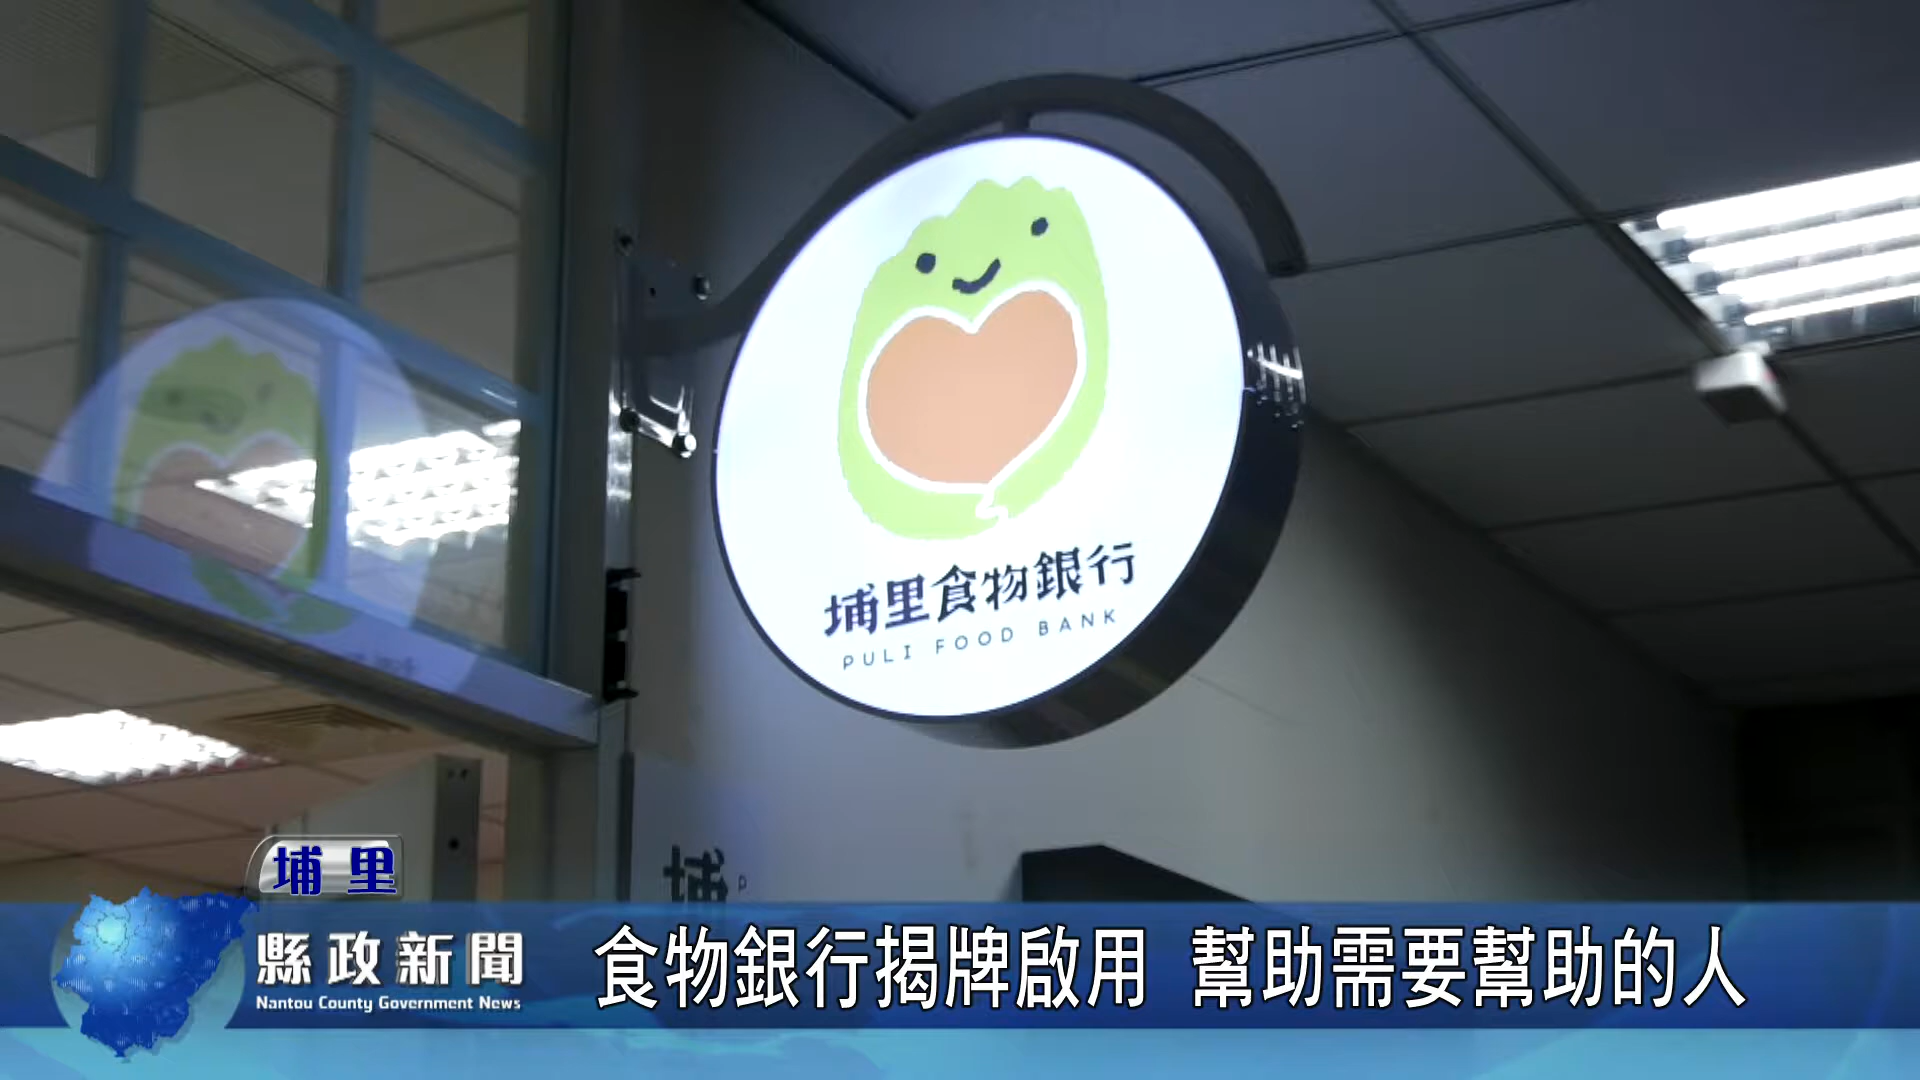 埔里食物銀行
PULI FOOD BANK
埔
P
埔里
縣政新聞
Nantou County Government News
食物銀行揭牌啟用 幫助需要幫助的人